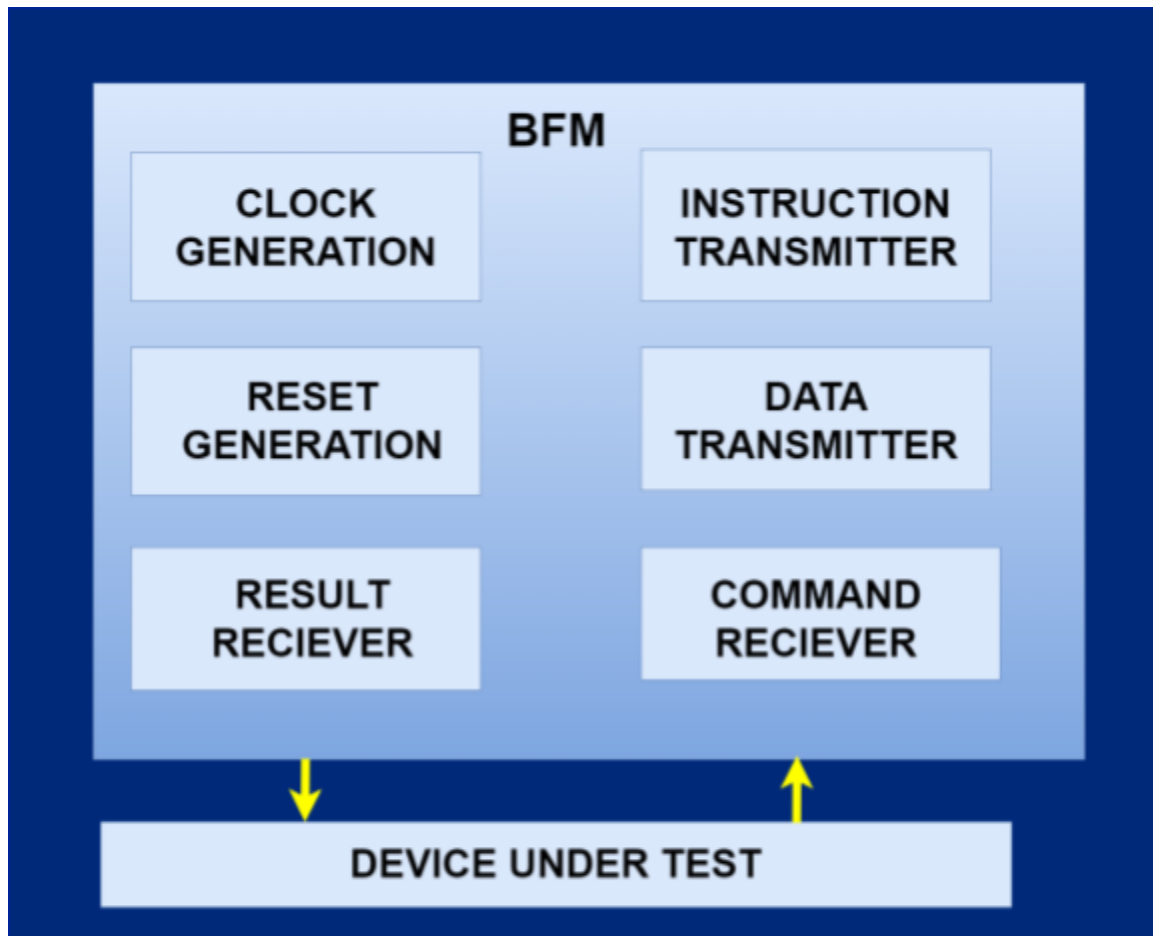 BFM
CLOCK
GENERATION
INSTRUCTION
TRANSMITTER
RESET
GENERATION
DATA
TRANSMITTER
RESULT
RECIEVER
COMMAND
RECIEVER
DEVICE UNDER TEST